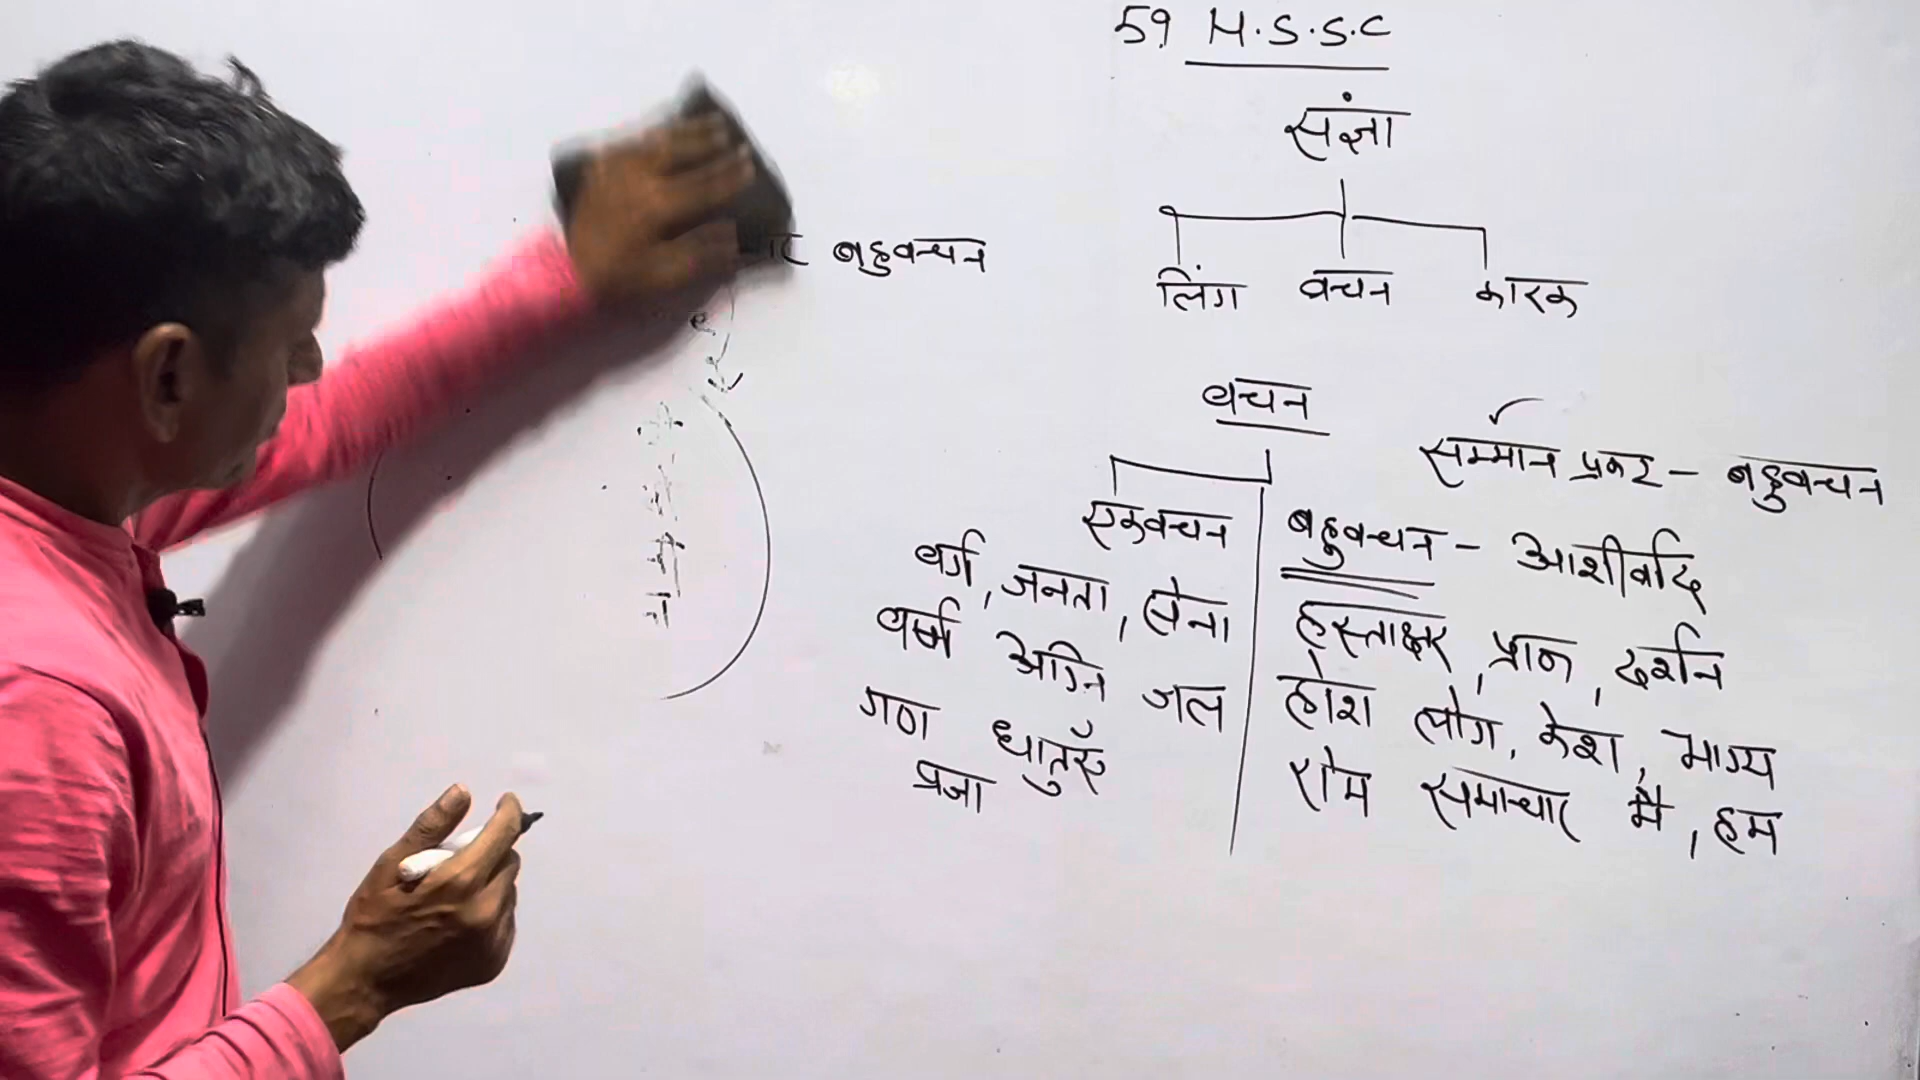 59 H.S.S.C
संज्ञा
लिंग वचन कारक
बहुवचन
वचन
सम्मान प्रकट - बहुवचन
एकवचन
बहुवचन - आशीर्वाद
वर्ग, जनता, सेना
हस्ताक्षर, प्राण, दर्शन
वर्षा अग्नि जल
होश लोग, केश, भाग्य
गण धातुएँ
रोम समाचार मैं, हम
प्रजा